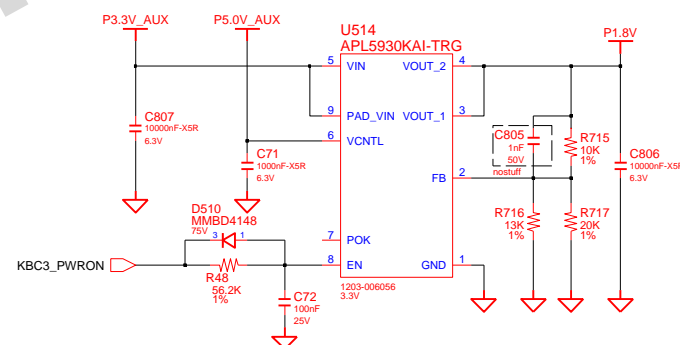 P3.3V_AUX P5.0V_AUX
U514
APL5930KAI-TRG
P1.8V
5 VIN VOUT_2 4
C807
10000nF-X5R
6.3V
9 PAD_VIN VOUT_1 3
6 VCNTL
C805
1nF
50V
nostuff
R715
10K
1%
C71
10000nF-X5R
6.3V
C806
10000nF-X5R
6.3V
FB 2
D510
MMBD4148
75V
3 1
R716
13K
1%
R717
20K
1%
7 POK
KBC3_PWRON
8 EN GND 1
R48
56.2K
1%
C72
100nF
25V
1203-006056
3.3V